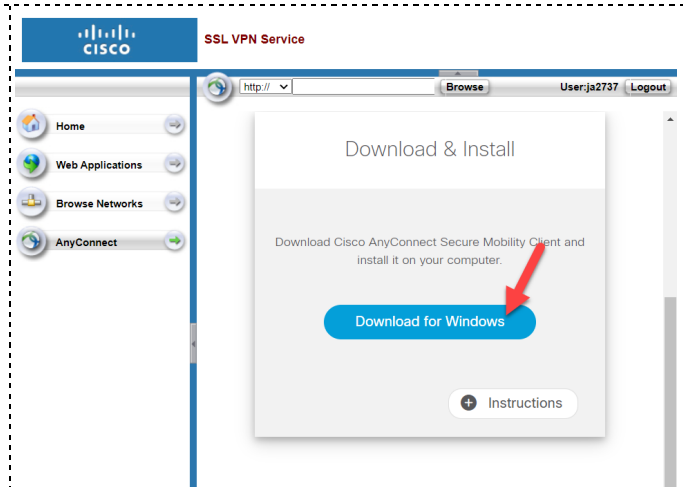 CISCO
SSL VPN Service
http://
Browse
User:ja2737
Logout
Home
Web Applications
Browse Networks
AnyConnect
Download & Install
Download Cisco AnyConnect Secure Mobility Client and
install it on your computer.
Download for Windows
Instructions